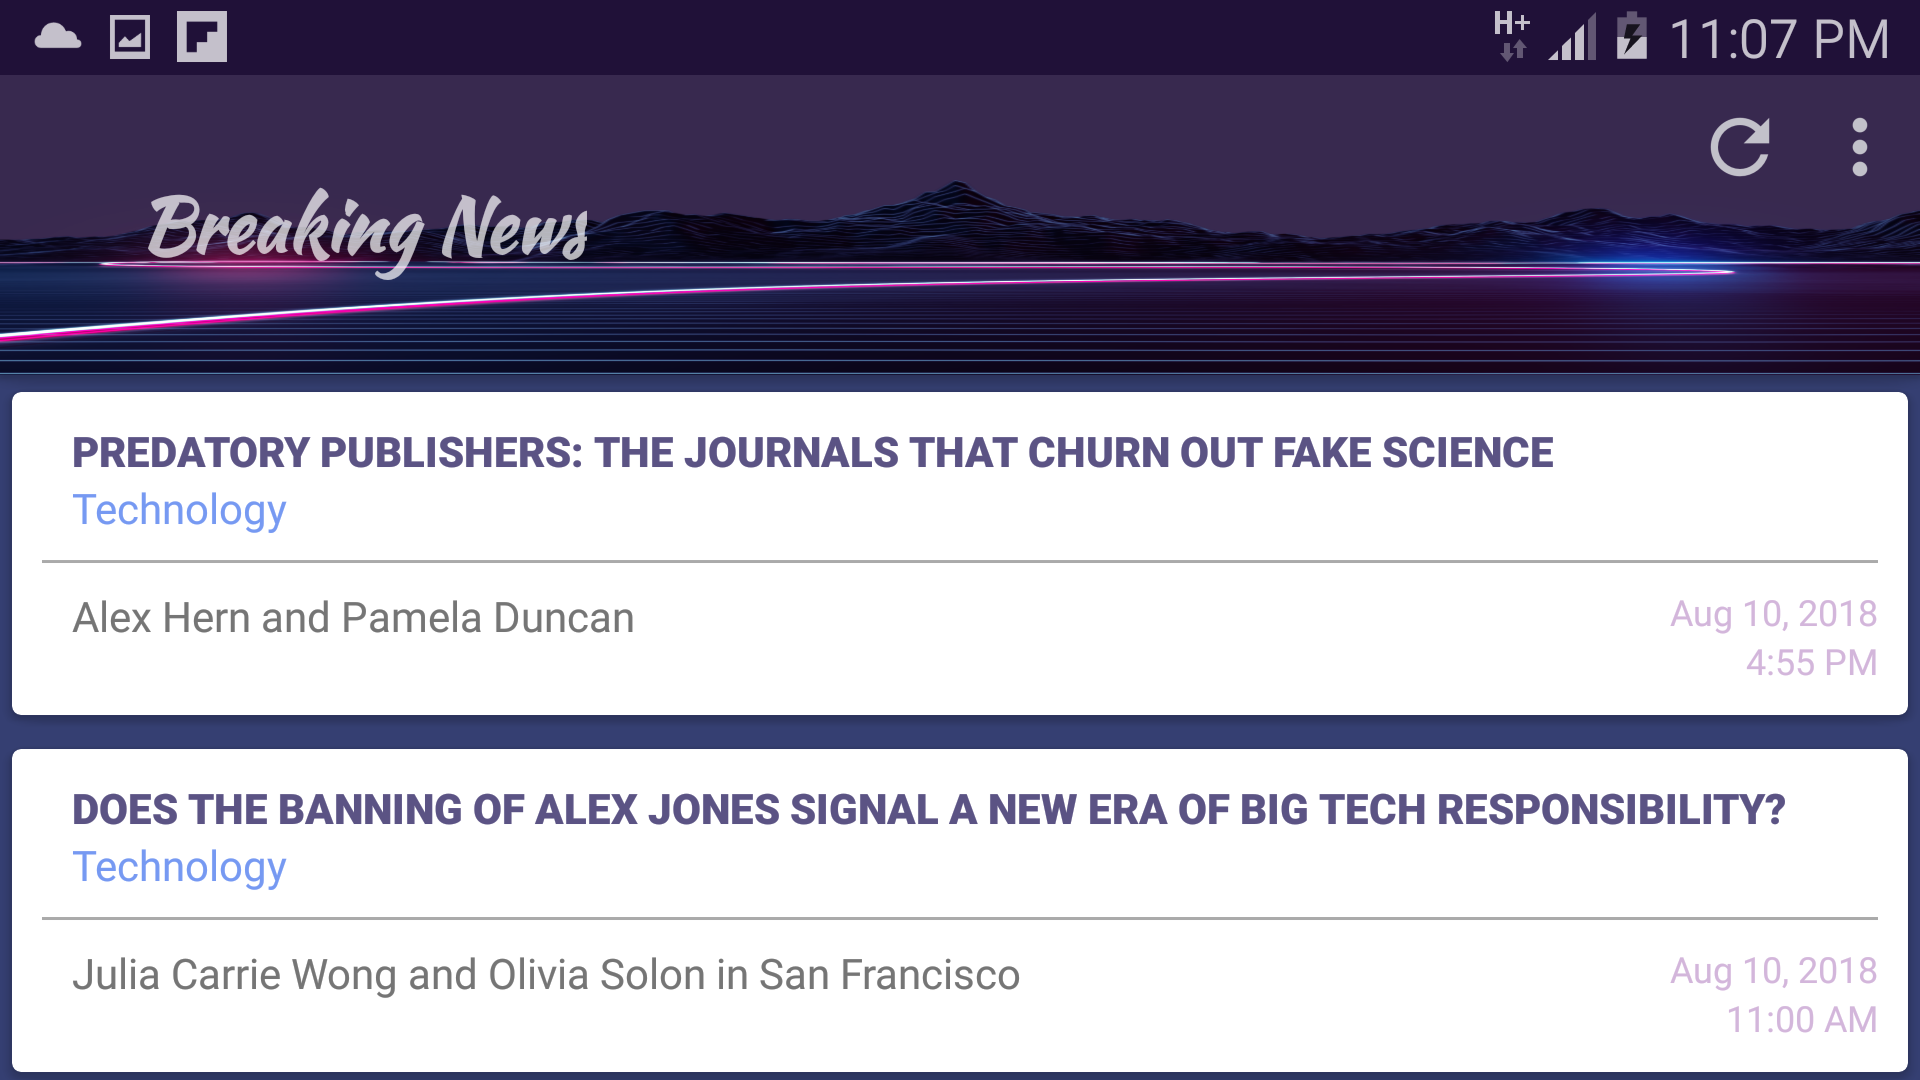 H+
11:07 PM
Breaking News
PREDATORY PUBLISHERS: THE JOURNALS THAT CHURN OUT FAKE SCIENCE
Technology
Alex Hern and Pamela Duncan
Aug 10, 2018
4:55 PM
DOES THE BANNING OF ALEX JONES SIGNAL A NEW ERA OF BIG TECH RESPONSIBILITY?
Technology
Julia Carrie Wong and Olivia Solon in San Francisco
Aug 10, 2018
11:00 AM